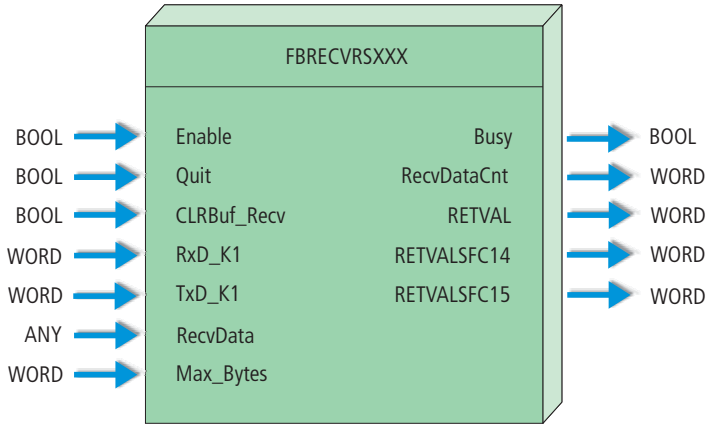 FBRECVRSXXX
BOOL Enable Busy BOOL
BOOL Quit RecvDataCnt WORD
BOOL CLRBuf_Recv RETVAL WORD
WORD RxD_K1 RETVALSFC14 WORD
WORD TxD_K1 RETVALSFC15 WORD
ANY RecvData
WORD Max_Bytes